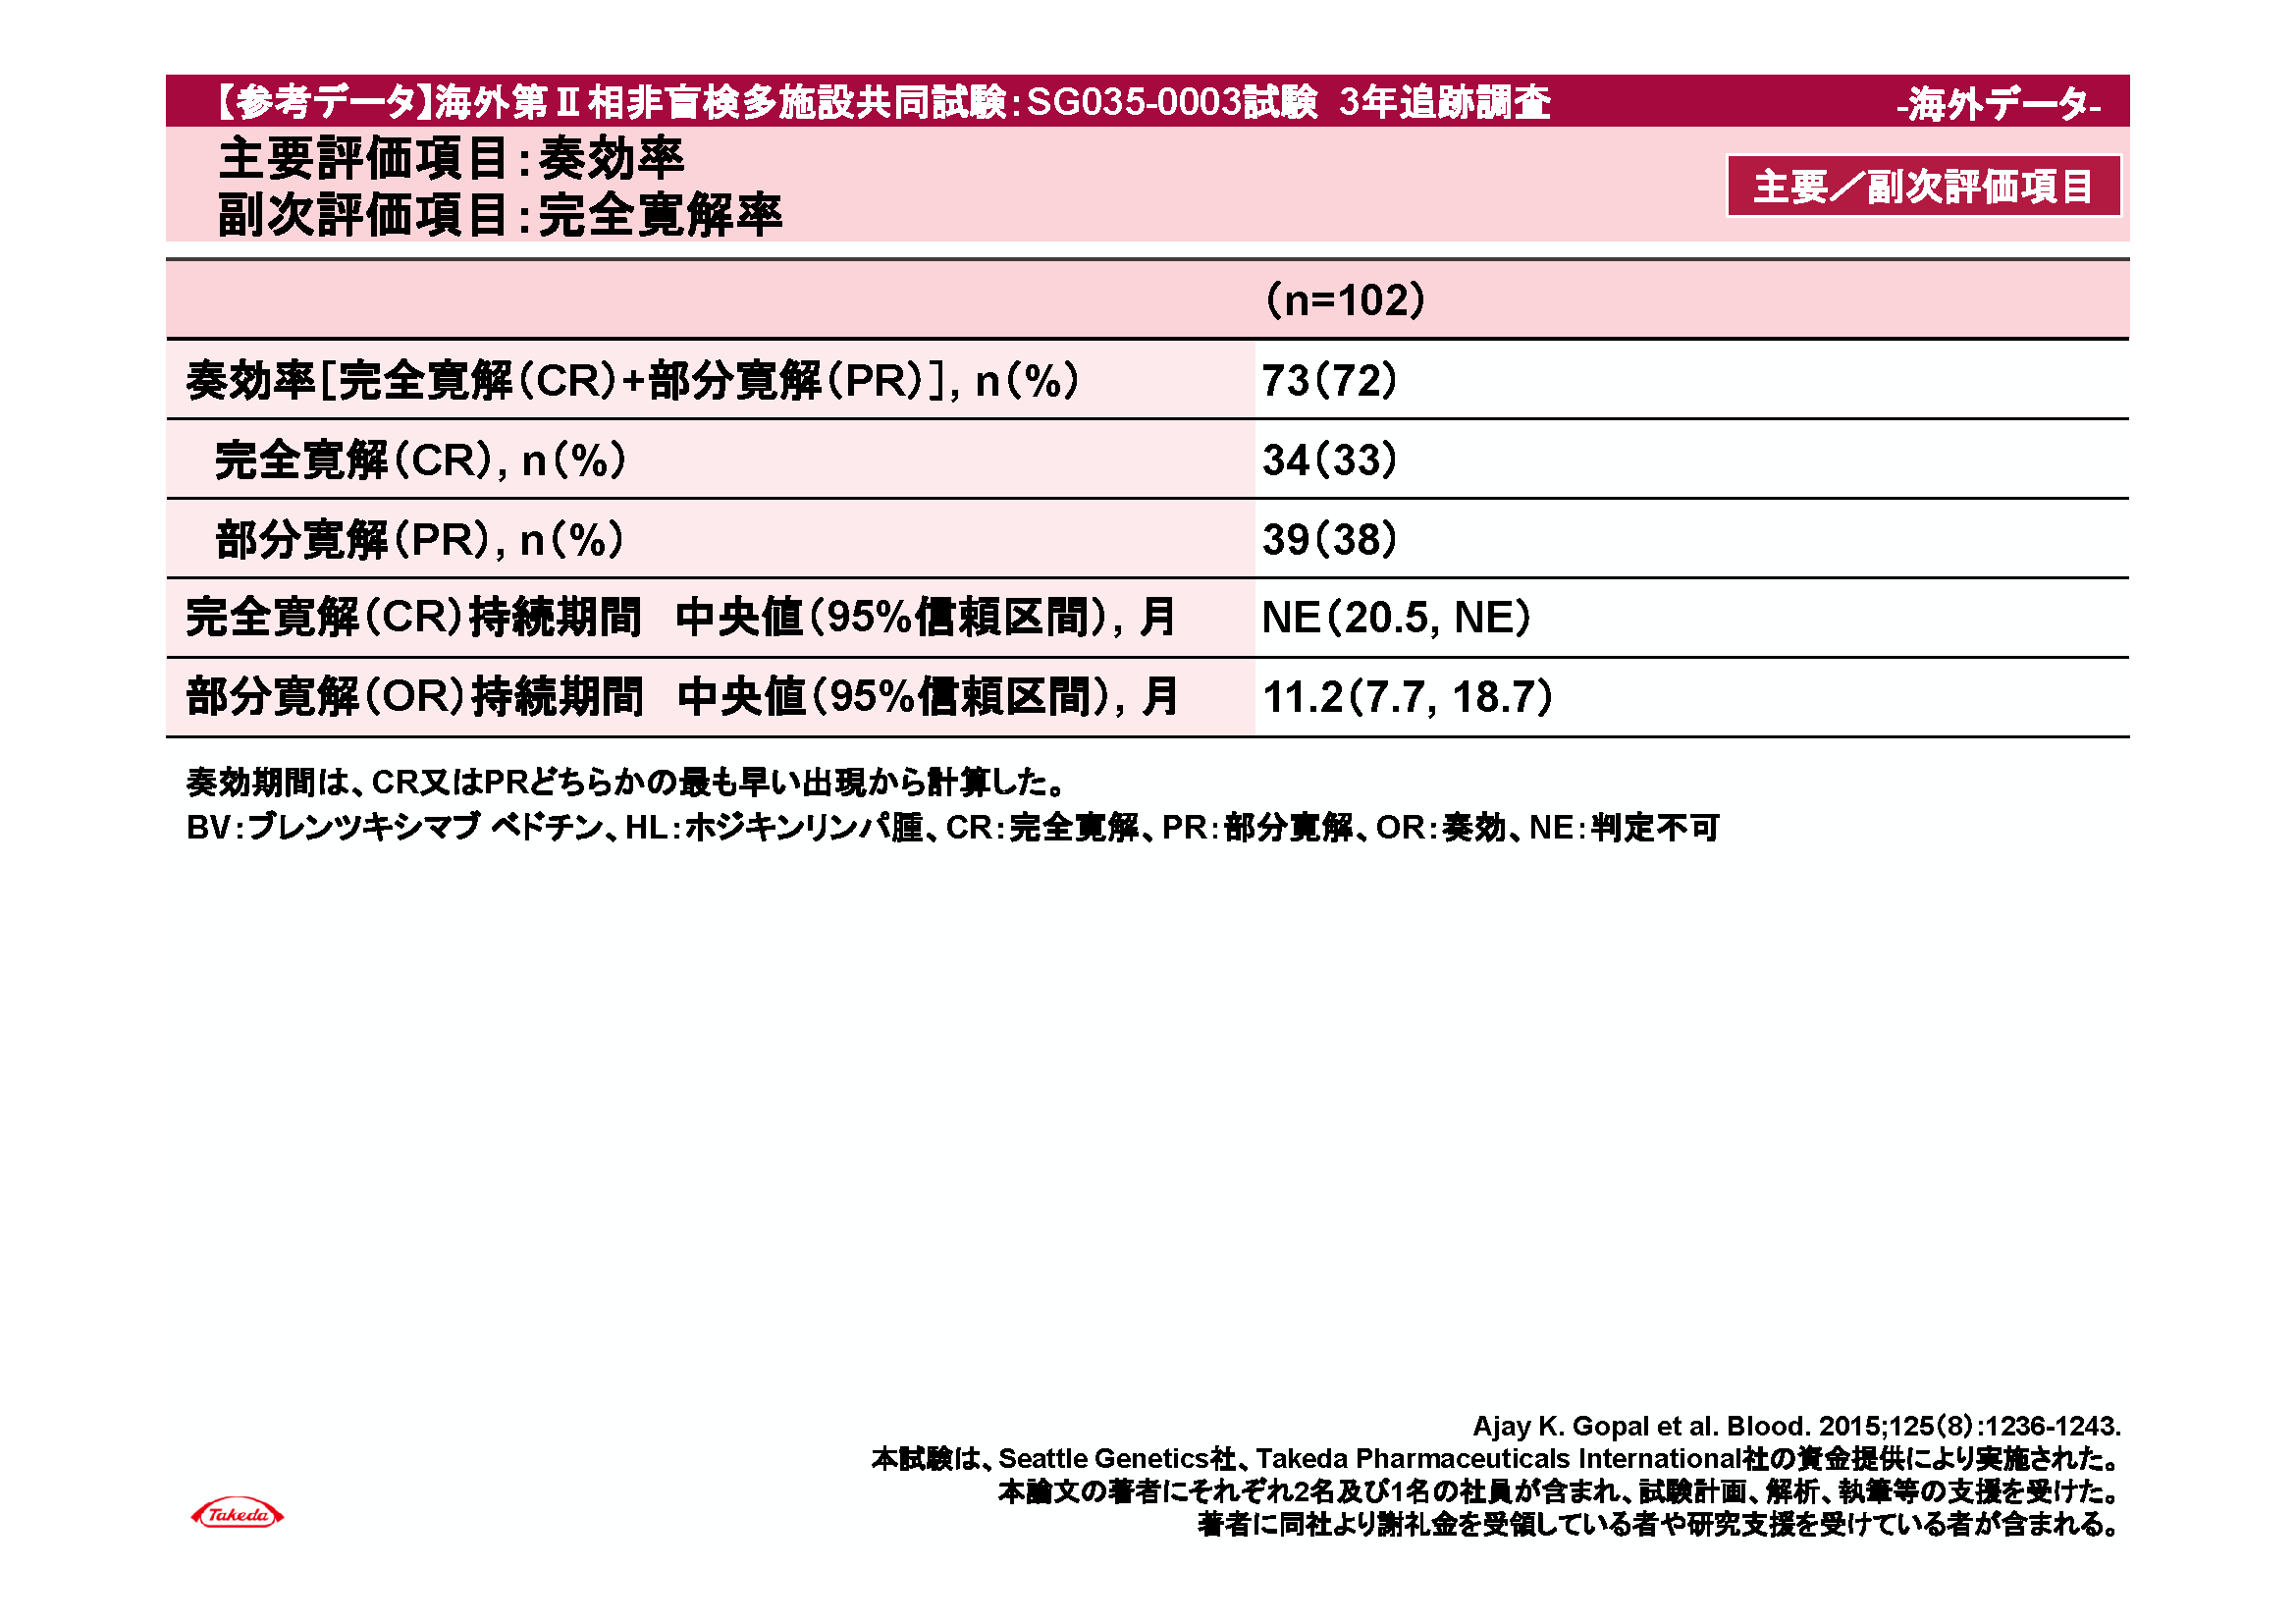 【参考データ】海外第Ⅱ相非盲検多施設共同試験：SG035-0003試験 3年追跡調査 -海外データ-
主要評価項目：奏効率
副次評価項目：完全寛解率
主要／副次評価項目
（n=102）
奏効率［完全寛解（CR）+部分寛解（PR）］, n（%） 73（72）
完全寛解（CR）, n（%） 34（33）
部分寛解（PR）, n（%） 39（38）
完全寛解（CR）持続期間　中央値（95%信頼区間）, 月 NE（20.5, NE）
部分寛解（OR）持続期間　中央値（95%信頼区間）, 月 11.2（7.7, 18.7）
奏効期間は、CR又はPRどちらかの最も早い出現から計算した。
BV：ブレンツキシマブ ベドチン、HL：ホジキンリンパ腫、CR：完全寛解、PR：部分寛解、OR：奏効、NE：判定不可
Ajay K. Gopal et al. Blood. 2015;125（8）:1236-1243.
本試験は、Seattle Genetics社、Takeda Pharmaceuticals International社の資金提供により実施された。
本論文の著者にそれぞれ2名及び1名の社員が含まれ、試験計画、解析、執筆等の支援を受けた。
著者に同社より謝礼金を受領している者や研究支援を受けている者が含まれる。
Takeda